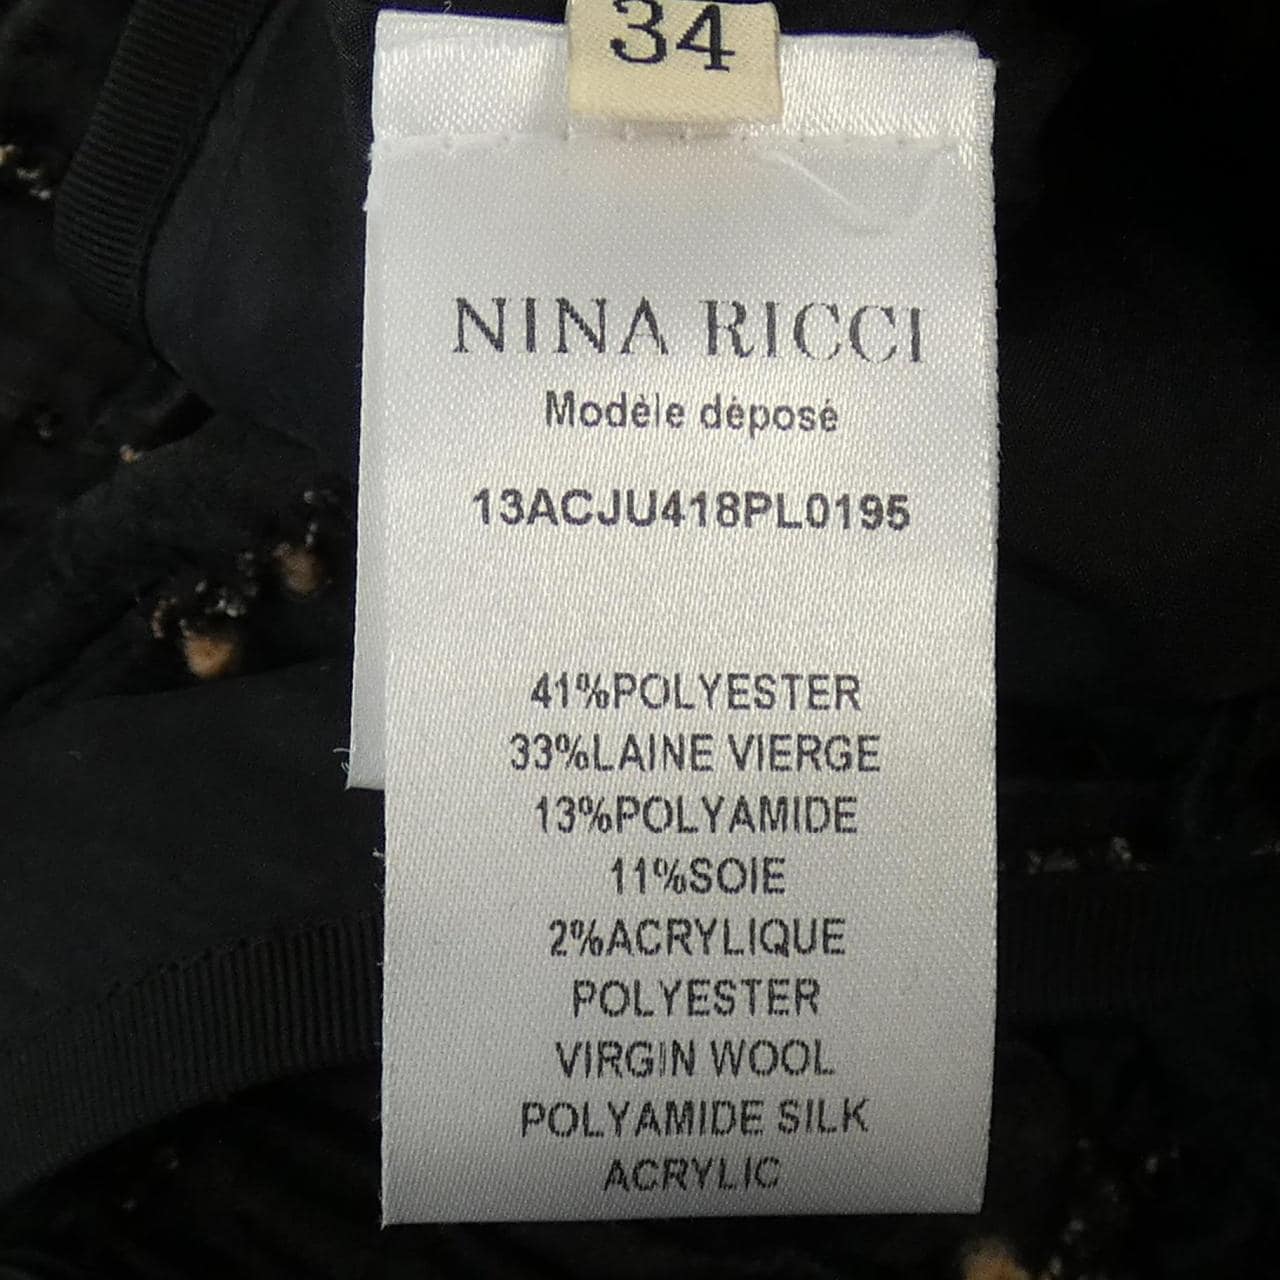 34
NINA RICCI
Modèle déposé
13ACJU418PL0195
41%POLYESTER
33%LAINE VIERGE
13%POLYAMIDE
11%SOIE
2%ACRYLIQUE
POLYESTER
VIRGIN WOOL
POLYAMIDE SILK
ACRYLIC